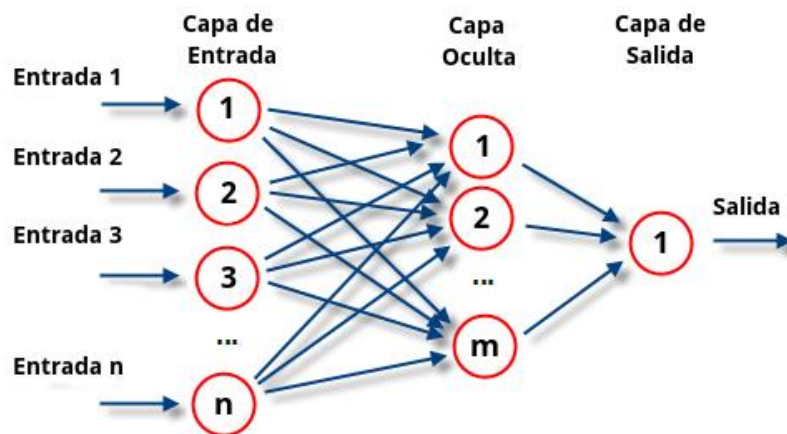 Capa de
Entrada
Capa
Oculta
Capa de
Salida
Entrada 1
1
Entrada 2
2
Entrada 3
3
...
Entrada n
n
1
2
...
m
1
Salida